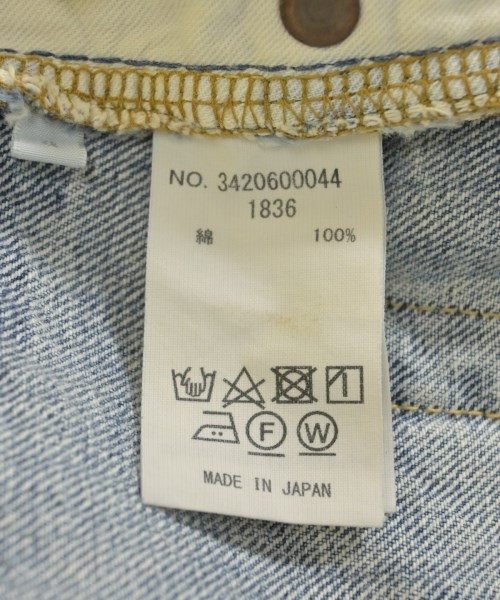 NO. 3420600044
1836
綿 100%
F W
MADE IN JAPAN